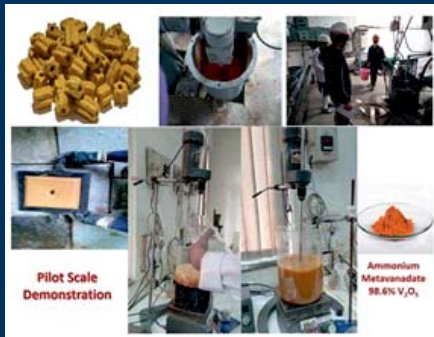 Pilot Scale
Demonstration
Ammonium
Metavanadate
98.6% V₂O₅